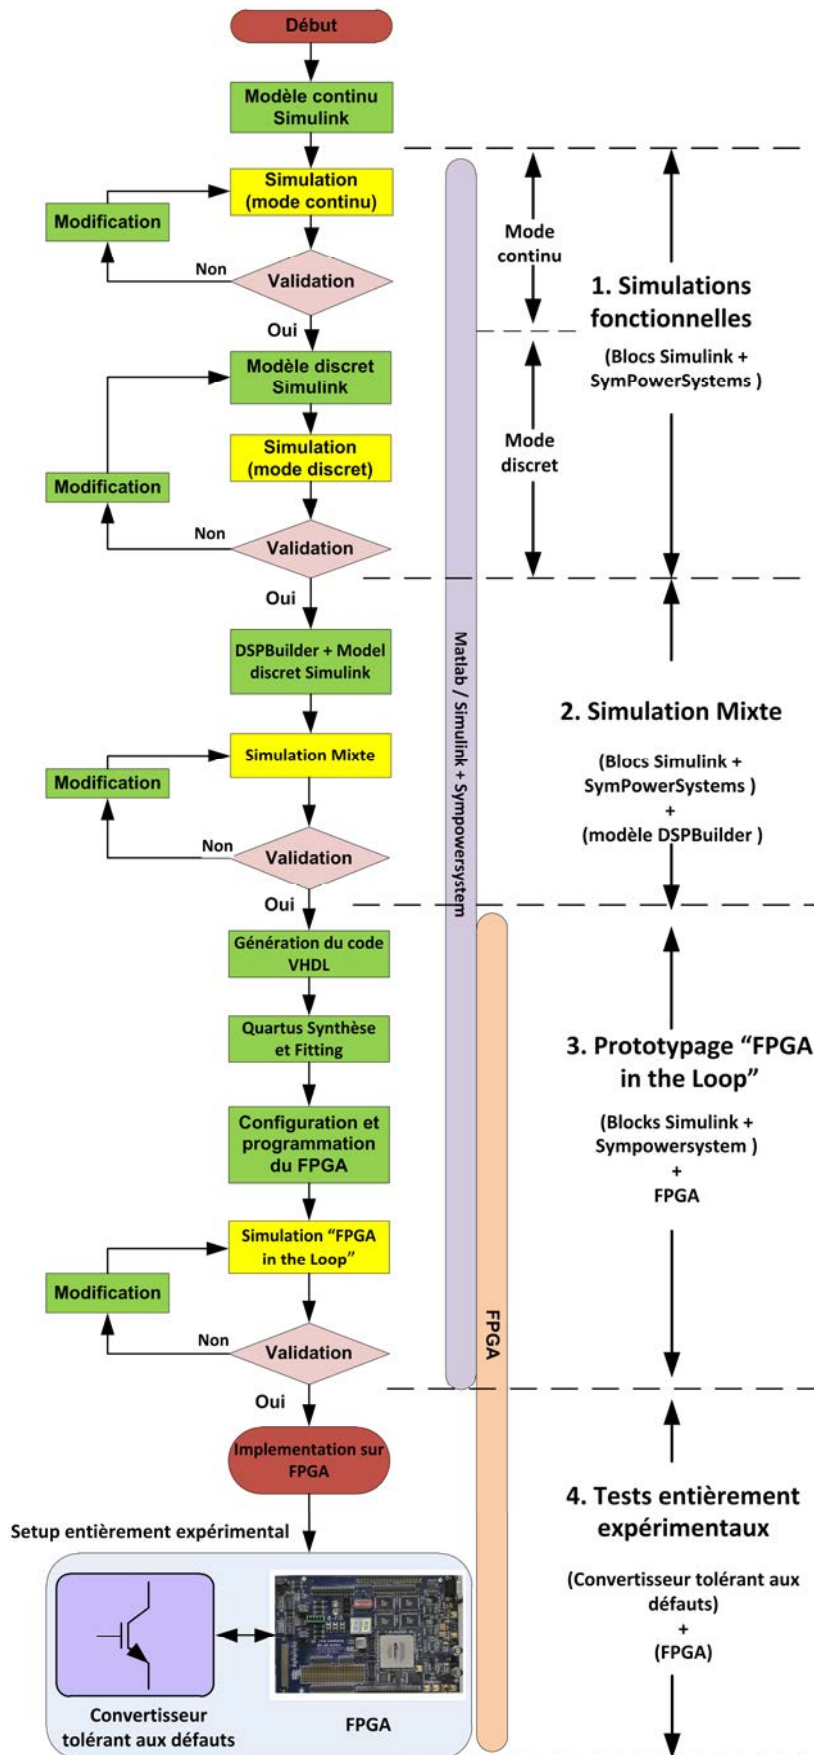 Début
Modèle continu
Simulink
Simulation
(mode continu)
Modification
Non
Validation
Oui
Modèle discret
Simulink
Simulation
(mode discret)
Modification
Non
Validation
Oui
DSPBuilder + Model
discret Simulink
Simulation Mixte
Modification
Non
Validation
Oui
Génération du code
VHDL
Quartus Synthèse
et Fitting
Configuration et
programmation
du FPGA
Simulation “FPGA
in the Loop”
Modification
Non
Validation
Oui
Implementation sur
FPGA
Setup entièrement expérimental
Convertisseur
tolérant aux défauts
FPGA
Matlab / Simulink + Sympowersystem
FPGA
Mode
continu
Mode
discret
1. Simulations
fonctionnelles
(Blocs Simulink +
SymPowerSystems )
2. Simulation Mixte
(Blocs Simulink +
SymPowerSystems )
+
(modèle DSPBuilder )
3. Prototypage “FPGA
in the Loop”
(Blocks Simulink +
Sympowersystem )
+
FPGA
4. Tests entièrement
expérimentaux
(Convertisseur tolérant aux
défauts)
+
(FPGA)